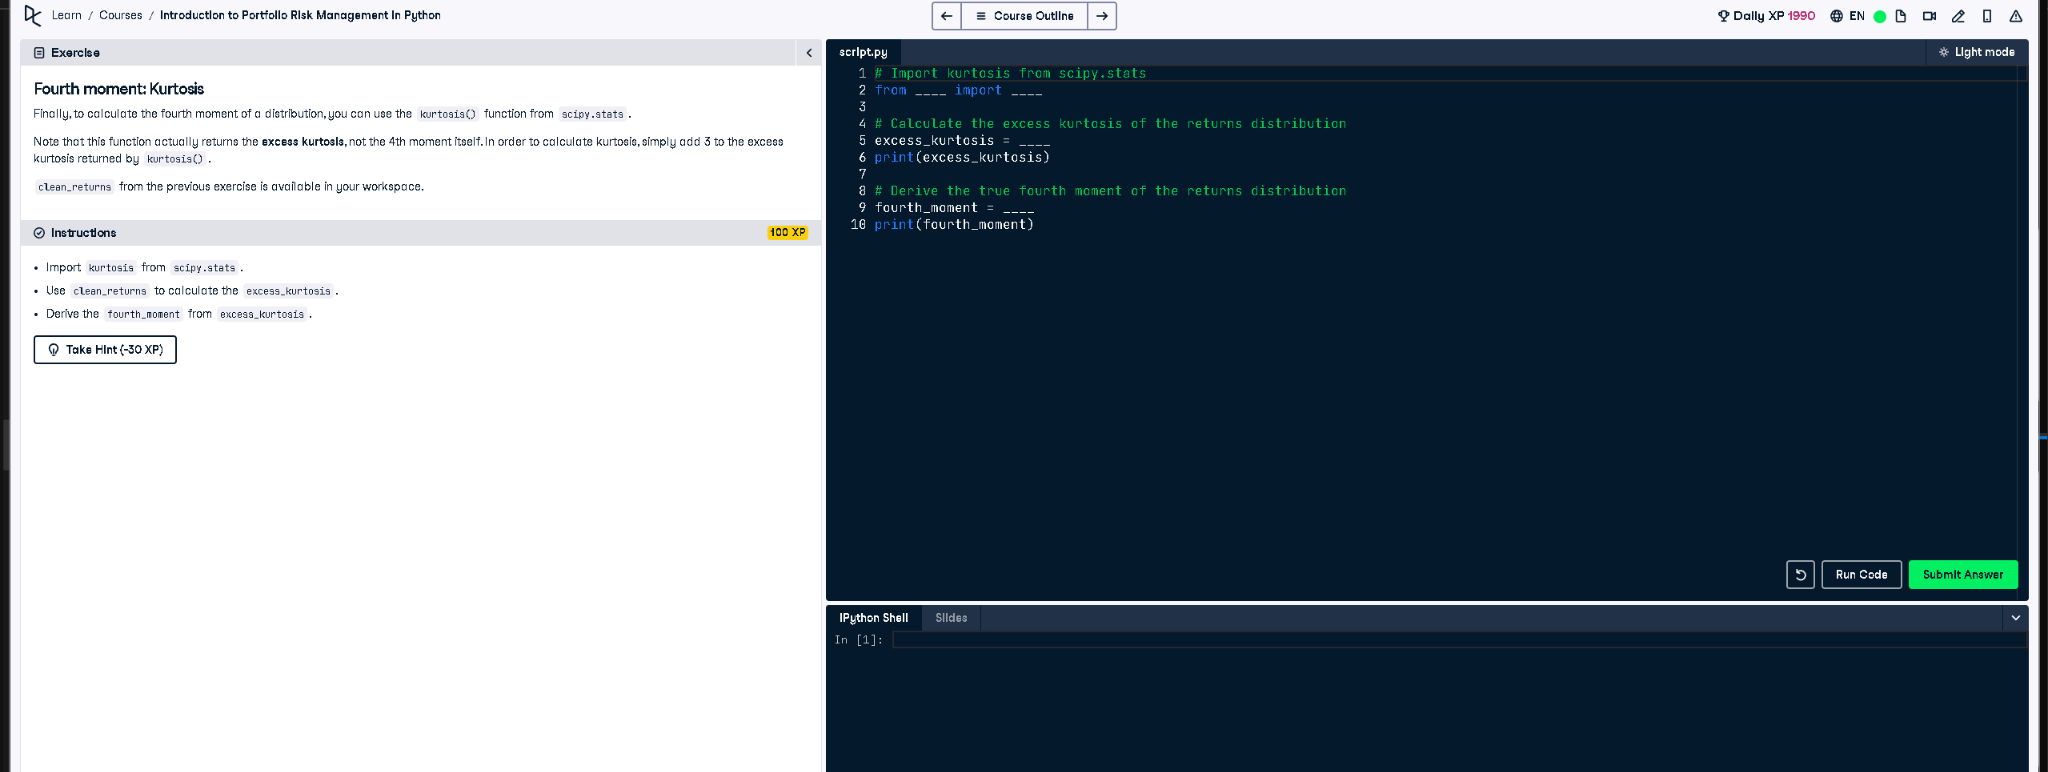 Learn / Courses / Introduction to Portfolio Risk Management in Python
Course Outline
Daily XP 1990 EN
Exercise
Fourth moment: Kurtosis
Finally, to calculate the fourth moment of a distribution, you can use the kurtosis() function from scipy.stats .
Note that this function actually returns the excess kurtosis, not the 4th moment itself. In order to calculate kurtosis, simply add 3 to the excess
kurtosis returned by kurtosis() .
clean_returns from the previous exercise is available in your workspace.
Instructions 100 XP
• Import kurtosis from scipy.stats .
• Use clean_returns to calculate the excess_kurtosis .
• Derive the fourth_moment from excess_kurtosis .
Take Hint (-30 XP)
script.py
Light mode
1 # Import kurtosis from scipy.stats
2 from ____ import ____
3
4 # Calculate the excess kurtosis of the returns distribution
5 excess_kurtosis = ____
6 print(excess_kurtosis)
7
8 # Derive the true fourth moment of the returns distribution
9 fourth_moment = ____
10 print(fourth_moment)
Run Code
Submit Answer
IPython Shell
Slides
In [1]: